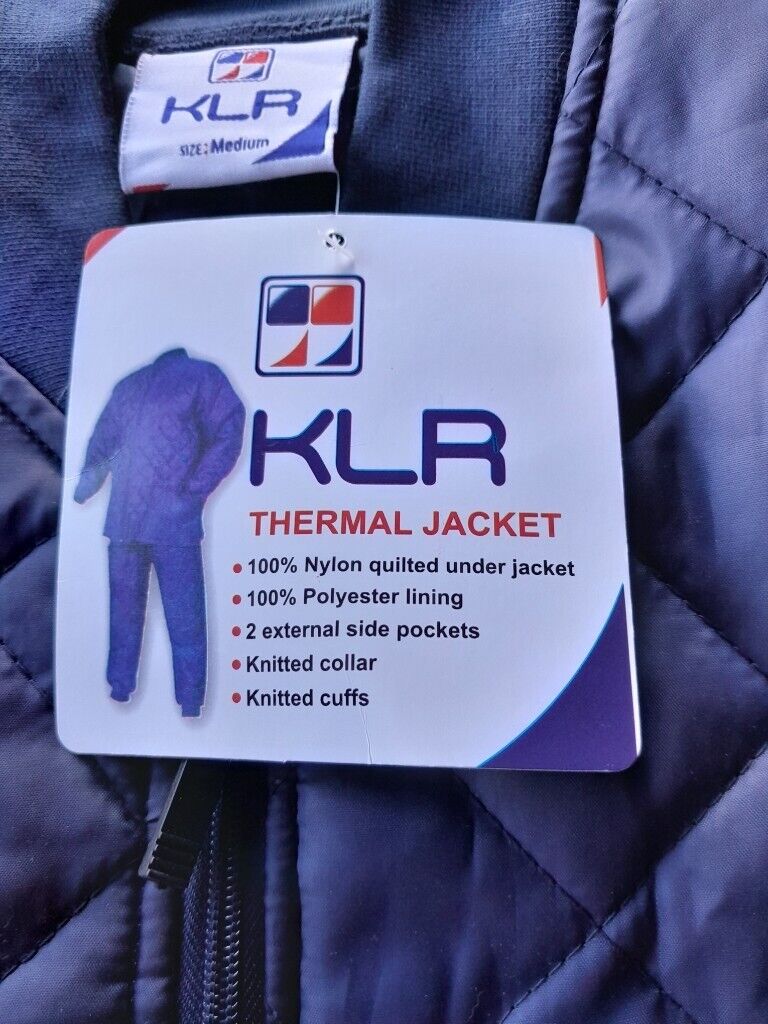 KLR
SIZE: Medium
KLR
THERMAL JACKET
• 100% Nylon quilted under jacket
• 100% Polyester lining
• 2 external side pockets
• Knitted collar
• Knitted cuffs